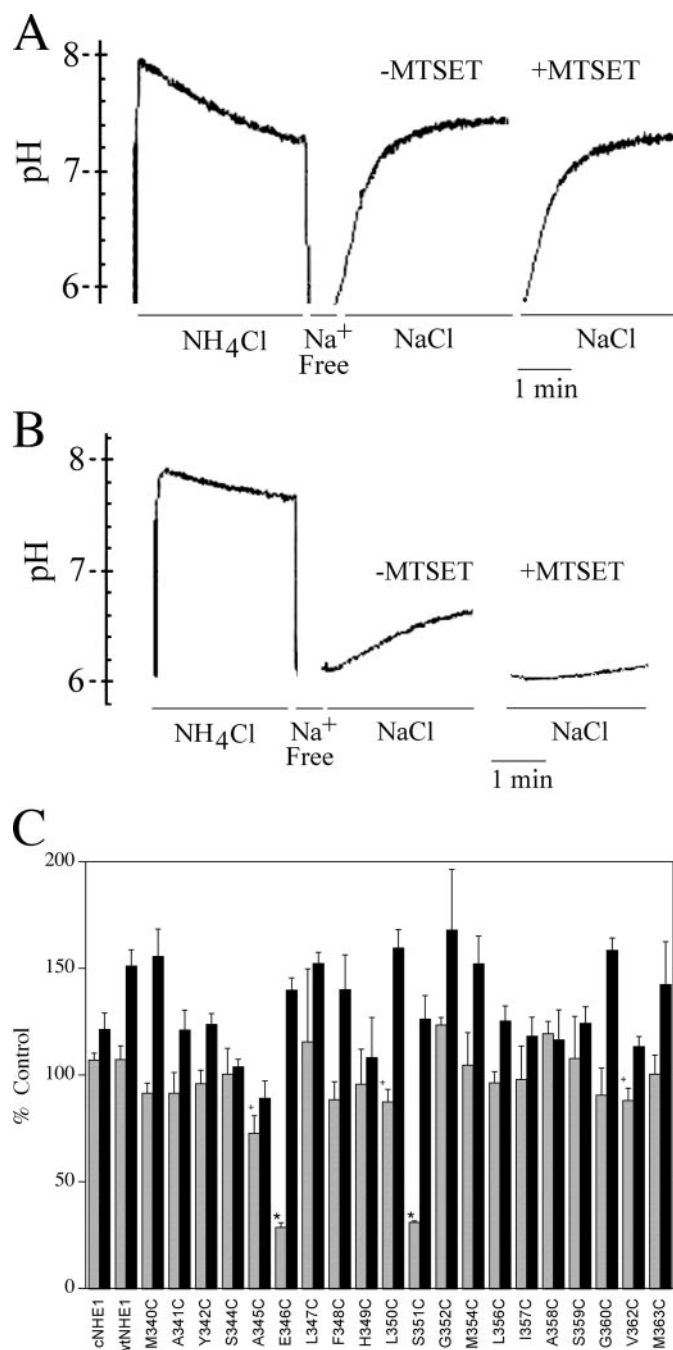 A
8
-MTSET +MTSET
pH
7
6
NH4Cl Na+ NaCl NaCl
Free
1 min
B
8
-MTSET +MTSET
pH
7
6
NH4Cl Na+ NaCl NaCl
Free
1 min
C
200
150
% Control
100
50
0
+
*
+
*
+
cNHE1
wtNHE1
M340C
A341C
Y342C
S344C
A345C
E346C
L347C
F348C
H349C
L350C
S351C
G352C
M354C
L356C
I357C
A358C
S359C
G360C
V362C
M363C